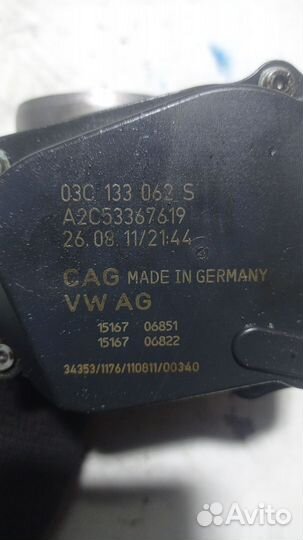 03C 133 062 S
A2C53367619
26.08.11/21:44
CAG MADE IN GERMANY
VW AG
15167 06851
15167 06822
34353/1176/110811/00340
Avito